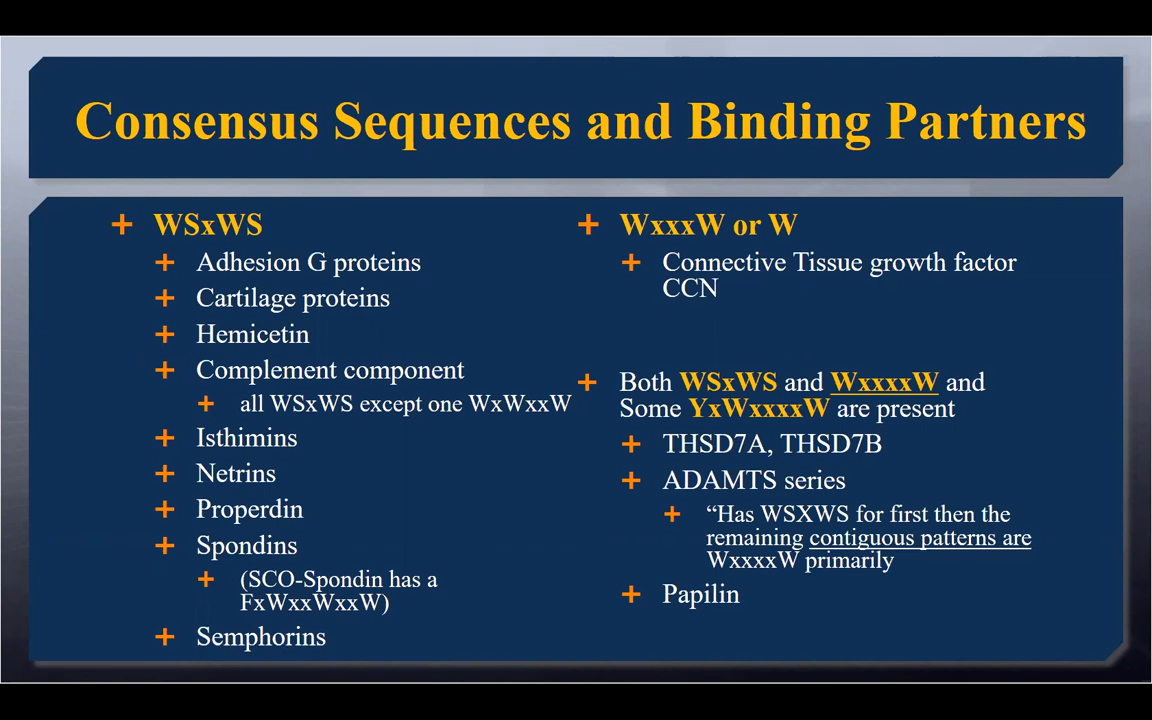 Consensus Sequences and Binding Partners
WSxWS
Adhesion G proteins
Cartilage proteins
Hemicetin
Complement component
all WSxWS except one WxWxxW
Isthimins
Netrins
Properdin
Spondins
(SCO-Spondin has a
FxWxxWxxW)
Semphorins
WxxxW or W
Connective Tissue growth factor
CCN
Both WSxWS and WxxxxW and
Some YxWxxxxW are present
THSD7A, THSD7B
ADAMTS series
“Has WSXWS for first then the
remaining contiguous patterns are
WxxxxW primarily
Papilin